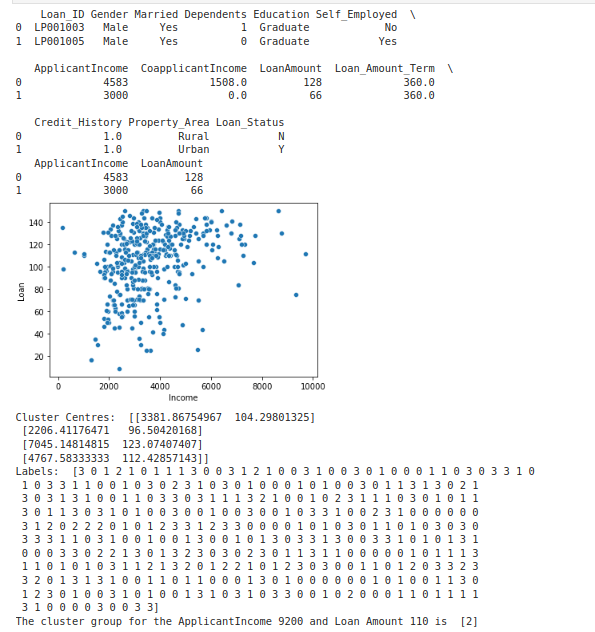 Loan_ID Gender Married Dependents Education Self_Employed \
0 LP001003 Male Yes 1 Graduate No
1 LP001005 Male Yes 0 Graduate Yes
ApplicantIncome CoapplicantIncome LoanAmount Loan_Amount_Term \
0 4583 1508.0 128 360.0
1 3000 0.0 66 360.0
Credit_History Property_Area Loan_Status
0 1.0 Rural N
1 1.0 Urban Y
ApplicantIncome LoanAmount
0 4583 128
1 3000 66
140
120
100
80
60
40
20
Loan
0 2000 4000 6000 8000 10000
Income
Cluster Centres: [[3381.86754967 104.29801325]
[2206.41176471 96.50420168]
[7045.14814815 123.07407407]
[4767.58333333 112.42857143]]
Labels: [3 0 1 2 1 0 1 1 1 3 0 0 3 1 2 1 0 0 3 1 0 0 3 0 1 0 0 0 1 1 0 3 0 3 3 1 0
1 0 3 3 1 1 0 0 1 0 3 0 2 3 1 0 3 0 1 0 0 0 1 0 1 0 0 3 0 1 1 3 1 3 0 2 1
3 0 3 1 3 0 1 1 0 3 3 0 3 1 1 1 3 2 1 0 0 1 0 2 3 1 1 1 0 3 0 1 0 1 1
3 0 1 1 3 0 3 1 0 1 0 0 3 0 0 1 0 0 3 0 0 1 0 3 3 1 0 0 2 3 1 0 0 0 0 0 0
3 1 2 0 2 2 2 0 1 0 1 2 3 3 1 2 3 3 0 0 0 0 1 0 1 0 3 0 1 1 0 1 0 3 0 3 0
3 3 3 1 1 0 3 1 0 0 1 0 0 1 3 0 0 1 0 1 3 0 3 3 1 3 0 0 3 3 1 0 1 0 1 3 1
0 0 0 3 3 0 2 2 1 3 0 1 3 2 3 0 3 0 2 3 0 1 1 3 1 1 0 0 0 0 0 1 0 1 1 1 3
1 1 0 1 0 1 0 3 1 1 2 1 3 2 0 1 2 2 1 0 1 2 3 0 3 0 0 1 1 0 1 2 0 3 3 2 3
3 2 0 1 3 1 3 1 0 0 1 1 0 1 1 0 0 0 1 3 0 1 0 0 0 0 0 0 1 0 1 0 0 1 1 3 0
1 2 3 0 1 0 0 3 1 0 1 0 0 1 3 1 0 3 1 0 3 3 0 0 1 0 2 0 0 0 1 1 0 1 1 1 1
3 1 0 0 0 0 3 0 0 3 3]
The cluster group for the ApplicantIncome 9200 and Loan Amount 110 is [2]